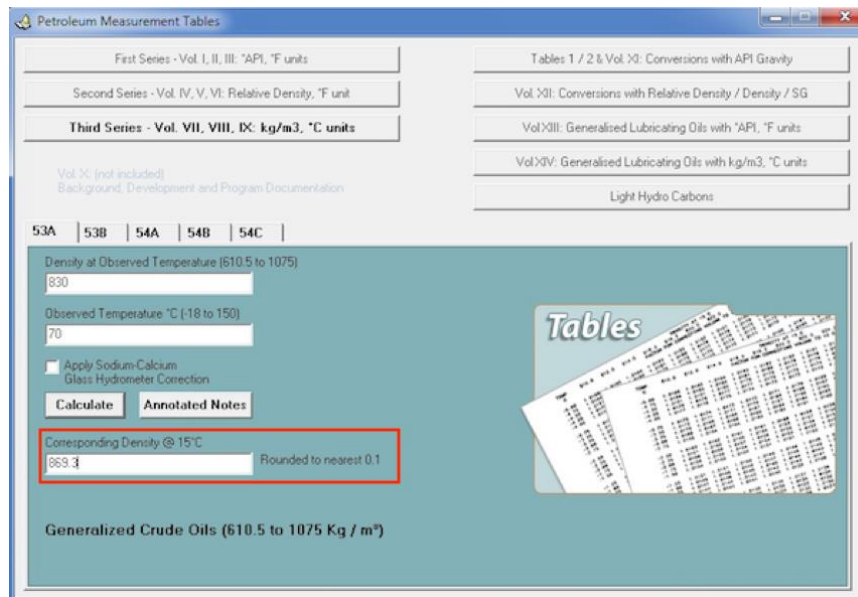 Petroleum Measurement Tables
First Series - Vol. I, II, III: °API, °F units
Second Series - Vol. IV, V, VI: Relative Density, °F unit
Third Series - Vol. VII, VIII, IX: kg/m3, °C units
Vol. X: (not included)
Background, Development and Program Documentation
Tables 1 / 2 & Vol. XI: Conversions with API Gravity
Vol. XII: Conversions with Relative Density / Density / SG
Vol.XIII: Generalised Lubricating Oils with °API, °F units
Vol.XIV: Generalised Lubricating Oils with kg/m3, °C units
Light Hydro Carbons
53A 53B 54A 54B 54C
Density at Observed Temperature (610.5 to 1075)
830
Observed Temperature °C (-18 to 150)
70
Apply Sodium-Calcium
Glass Hydrometer Correction
Calculate Annotated Notes
Corresponding Density @ 15°C
869.3 Rounded to nearest 0.1
Generalized Crude Oils (610.5 to 1075 Kg / m³)
Tables